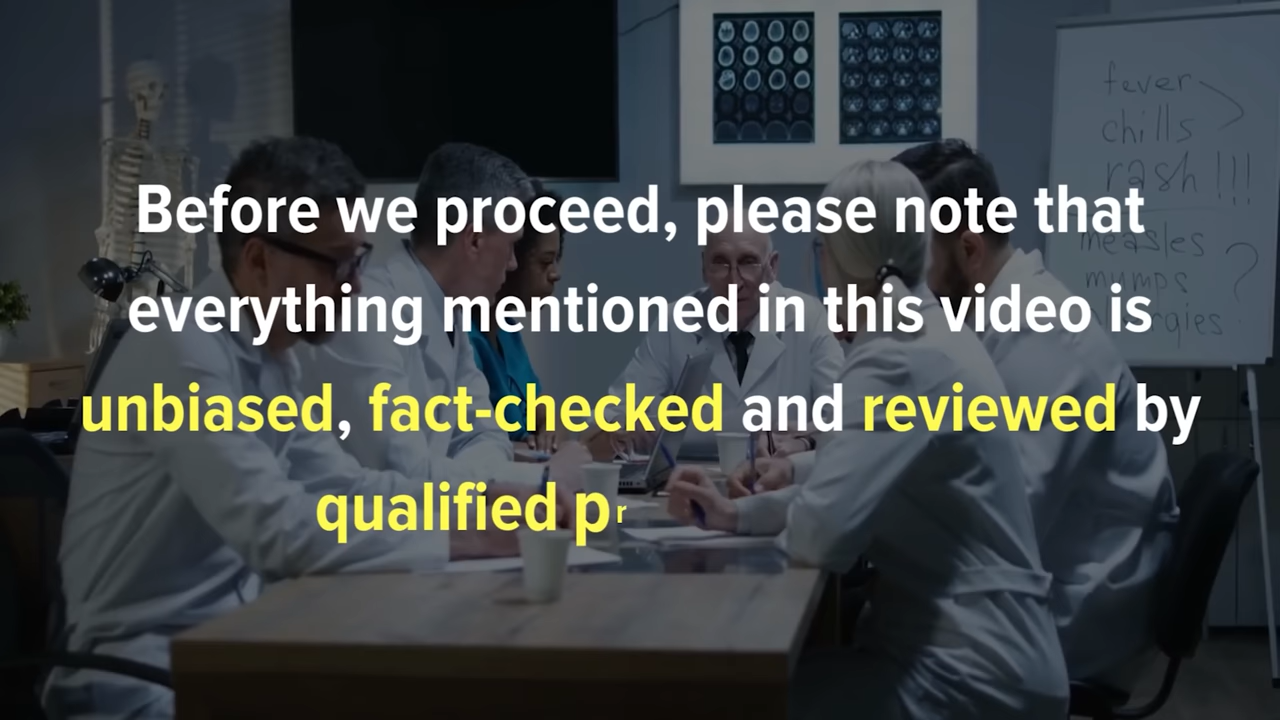 Before we proceed, please note that
everything mentioned in this video is
unbiased, fact-checked and reviewed by
qualified pr
fever
chills
rash !!!
measles
mumps ?